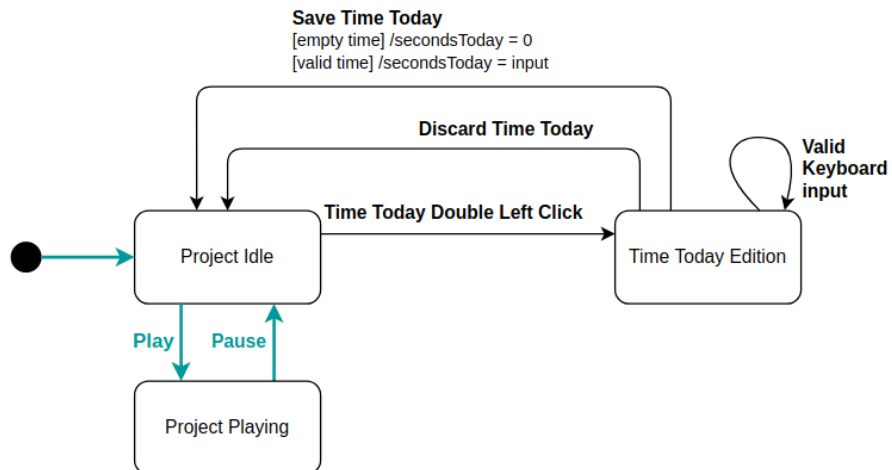 Save Time Today
[empty time] /secondsToday = 0
[valid time] /secondsToday = input
Discard Time Today
Valid
Keyboard
input
Time Today Double Left Click
Project Idle
Time Today Edition
Play
Pause
Project Playing